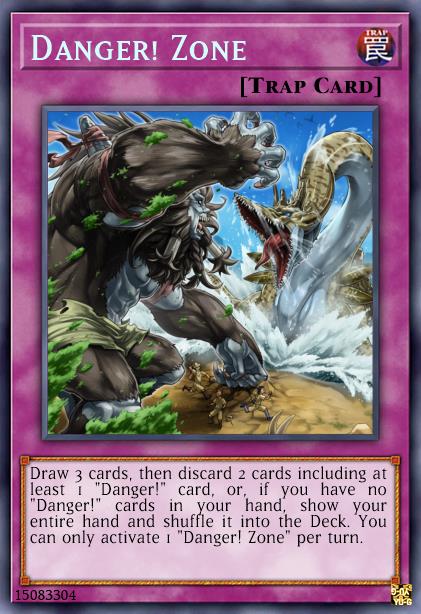 Danger! Zone
TRAP
罠
[Trap Card]
Draw 3 cards, then discard 2 cards including at
least 1 "Danger!" card, or, if you have no
"Danger!" cards in your hand, show your
entire hand and shuffle it into the Deck. You
can only activate 1 "Danger! Zone" per turn.
15083304